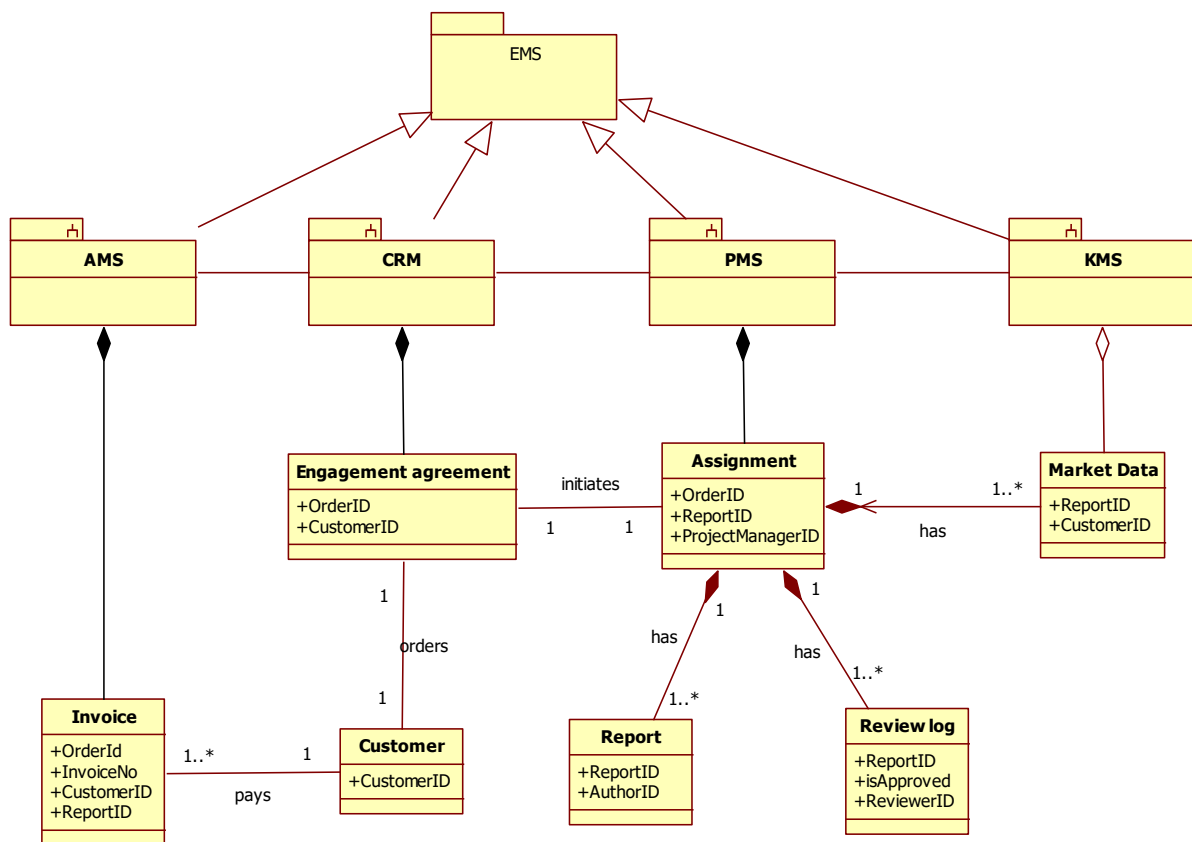 EMS
AMS
CRM
PMS
KMS
Engagement agreement
+OrderID
+CustomerID
initiates
1
1
Assignment
+OrderID
+ReportID
+ProjectManagerID
1
1..*
has
Market Data
+ReportID
+CustomerID
1
orders
1
1
has
1..*
1
has
1..*
Invoice
+OrderId
+InvoiceNo
+CustomerID
+ReportID
1..*
1
pays
Customer
+CustomerID
Report
+ReportID
+AuthorID
Review log
+ReportID
+isApproved
+ReviewerID